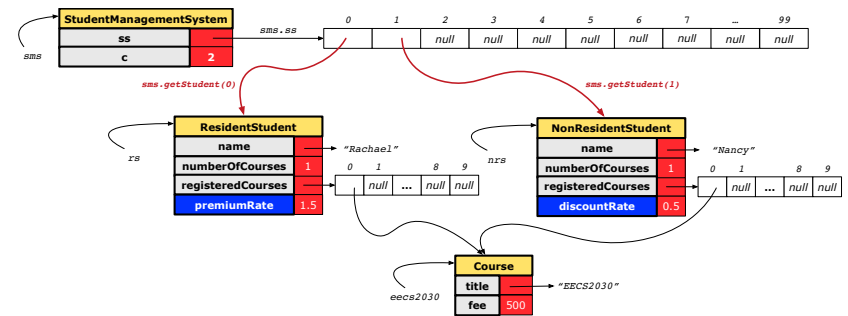 StudentManagementSystem
ss
c 2
sms
sms.ss
0 1 2 3 4 5 6 7 … 99
null null null null null null null null
sms.getStudent(0)
sms.getStudent(1)
ResidentStudent
name
numberOfCourses 1
registeredCourses
premiumRate 1.5
rs
"Rachael"
0 1 8 9
null … null null
NonResidentStudent
name
numberOfCourses 1
registeredCourses
discountRate 0.5
nrs
"Nancy"
0 1 8 9
null … null null
Course
title
fee 500
eecs2030
"EECS2030"